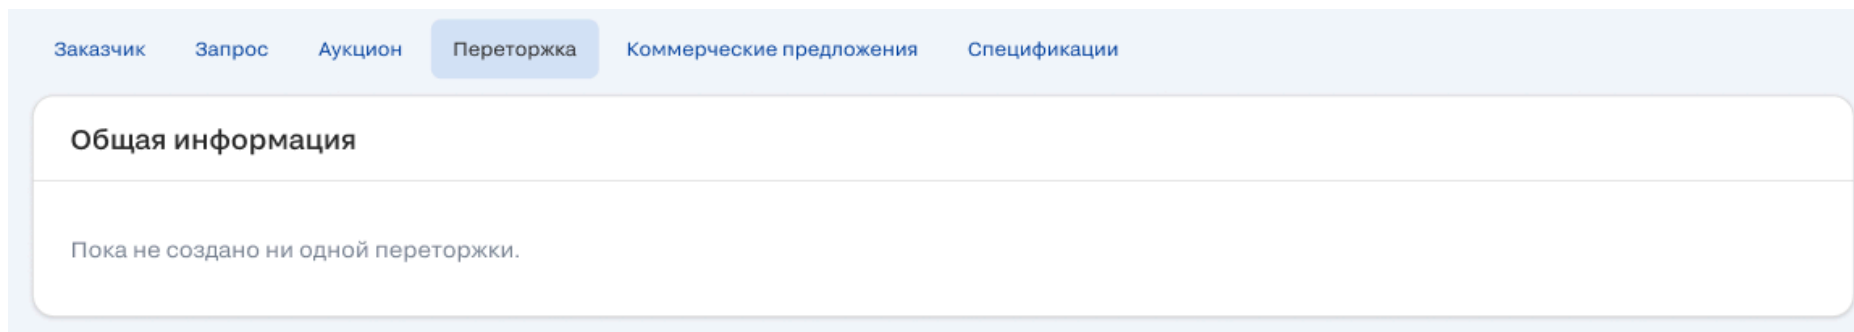 Заказчик Запрос Аукцион Переторжка Коммерческие предложения Спецификации
Общая информация
Пока не создано ни одной переторжки.